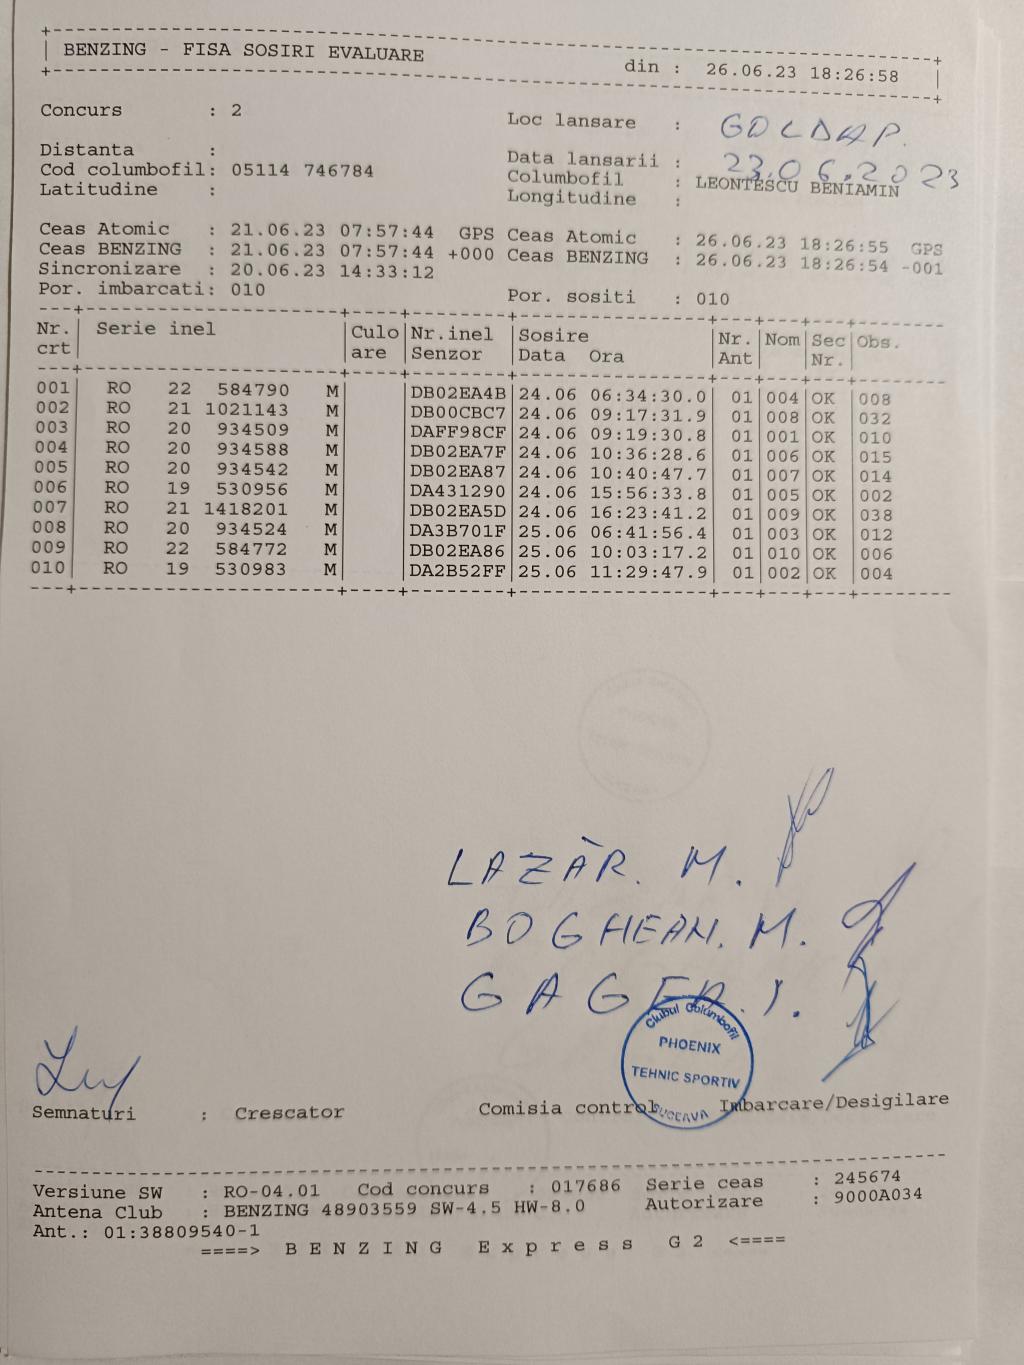 BENZING - FISA SOSIRI EVALUARE din : 26.06.23 18:26:58
Concurs : 2 Loc lansare : GOLDAP.
Distanta : Data lansarii : 23.06.2023
Cod columbofil: 05114 746784 Columbofil : LEONTESCU BENIAMIN
Latitudine : Longitudine :
Ceas Atomic : 21.06.23 07:57:44 GPS Ceas Atomic : 26.06.23 18:26:55 GPS
Ceas BENZING : 21.06.23 07:57:44 +000 Ceas BENZING : 26.06.23 18:26:54 -001
Sincronizare : 20.06.23 14:33:12
Por. imbarcati: 010 Por. sositi : 010
Nr. Serie inel Culo Nr.inel Sosire Nr. Nom Sec Obs.
crt are Senzor Data Ora Ant Nr.
001 RO 22 584790 M DB02EA4B 24.06 06:34:30.0 01 004 OK 008
002 RO 21 1021143 M DB00CBC7 24.06 09:17:31.9 01 008 OK 032
003 RO 20 934509 M DAFF98CF 24.06 09:19:30.8 01 001 OK 010
004 RO 20 934588 M DB02EA7F 24.06 10:36:28.6 01 006 OK 015
005 RO 20 934542 M DB02EA87 24.06 10:40:47.7 01 007 OK 014
006 RO 19 530956 M DA431290 24.06 15:56:33.8 01 005 OK 002
007 RO 21 1418201 M DB02EA5D 24.06 16:23:41.2 01 009 OK 038
008 RO 20 934524 M DA3B701F 25.06 06:41:56.4 01 003 OK 012
009 RO 22 584772 M DB02EA86 25.06 10:03:17.2 01 010 OK 006
010 RO 19 530983 M DA2B52FF 25.06 11:29:47.9 01 002 OK 004
LAZĂR. M.
BOGHEAN. M.
GAGEA. I.
Clubul Columbofil
PHOENIX
TEHNIC SPORTIV
SUCEAVA
Semnaturi : Crescator Comisia control Imbarcare/Desigilare
Versiune SW : RO-04.01 Cod concurs : 017686 Serie ceas : 245674
Antena Club : BENZING 48903559 SW-4.5 HW-8.0 Autorizare : 9000A034
Ant.: 01:38809540-1
====> B E N Z I N G E x p r e s s G 2 <====